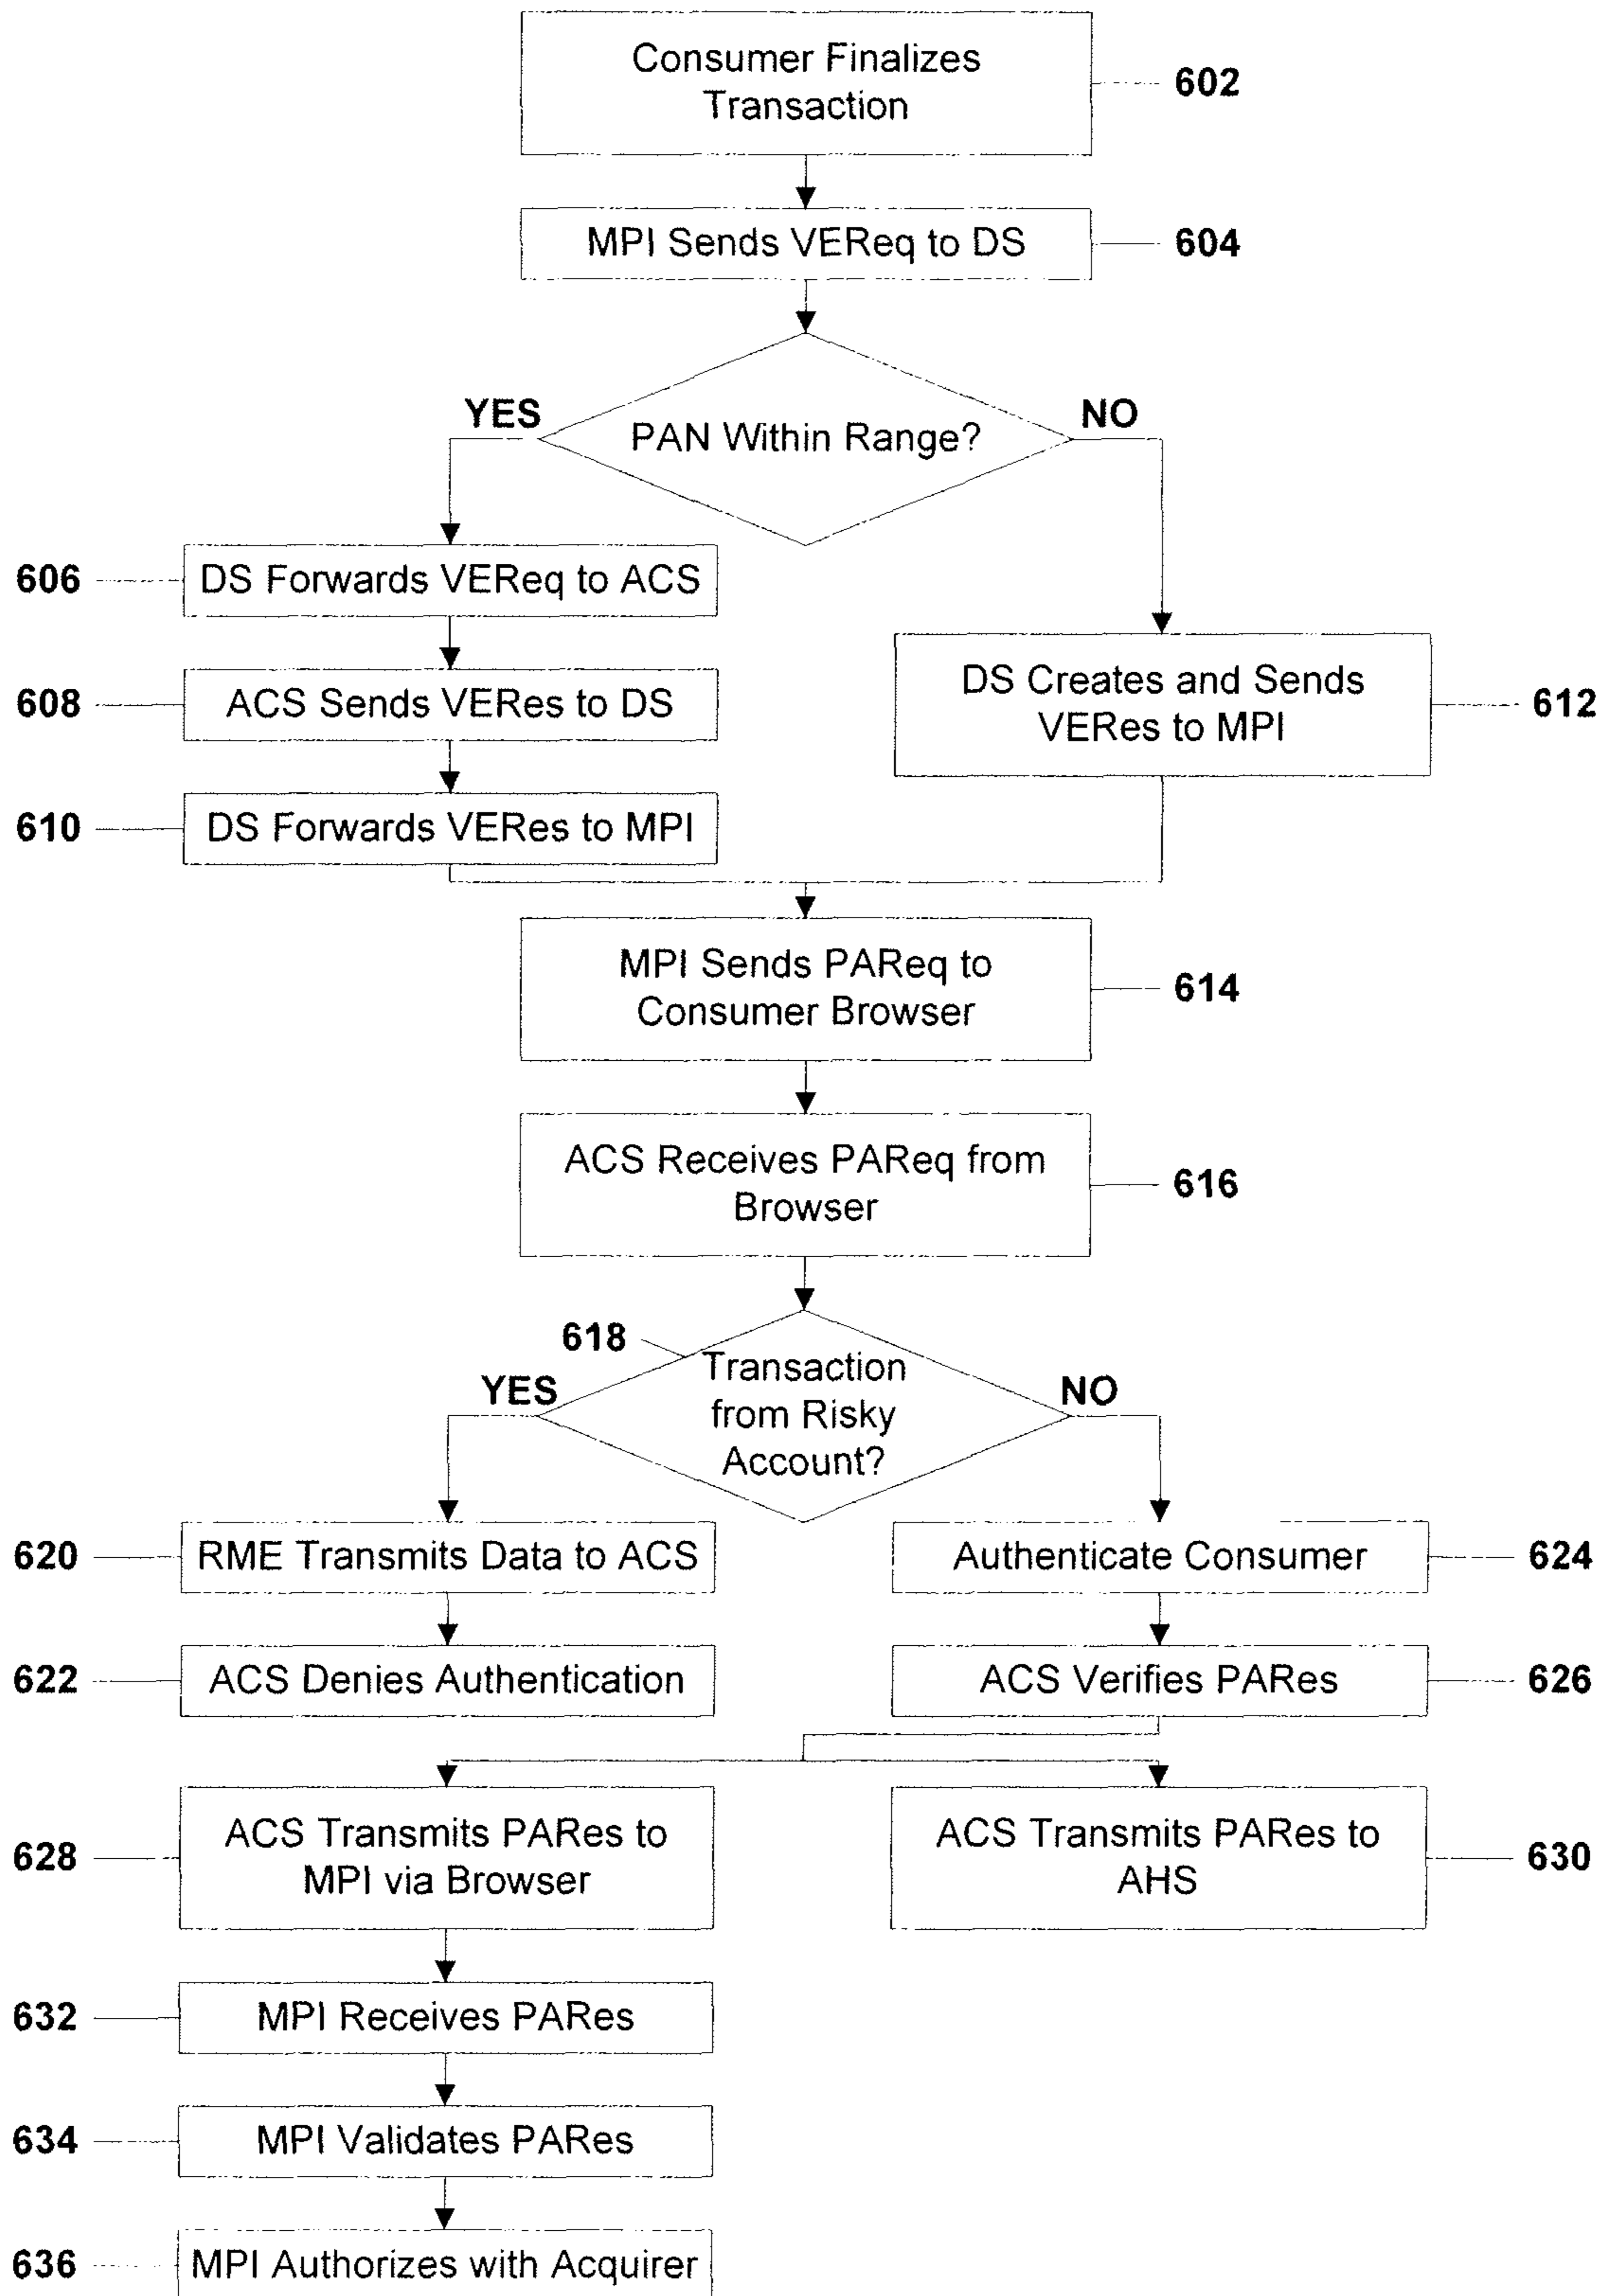 Consumer Finalizes
Transaction
602
MPI Sends VEReq to DS
604
YES
PAN Within Range?
NO
606
DS Forwards VEReq to ACS
608
ACS Sends VERes to DS
DS Creates and Sends
VERes to MPI
612
610
DS Forwards VERes to MPI
MPI Sends PAReq to
Consumer Browser
614
ACS Receives PAReq from
Browser
616
618
YES
Transaction
from Risky
Account?
NO
620
RME Transmits Data to ACS
Authenticate Consumer
624
622
ACS Denies Authentication
ACS Verifies PARes
626
628
ACS Transmits PARes to
MPI via Browser
ACS Transmits PARes to
AHS
630
632
MPI Receives PARes
634
MPI Validates PARes
636
MPI Authorizes with Acquirer